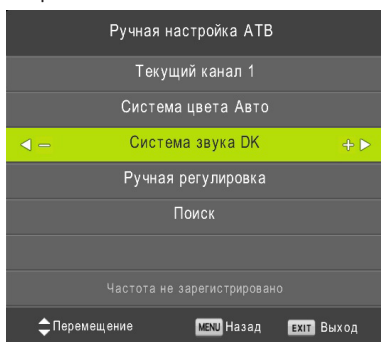 Ручная настройка АТВ
Текущий канал 1
Система цвета Авто
Система звука DK
Ручная регулировка
Поиск
Частота не зарегистрировано
Перемещение MENU Назад EXIT Выход